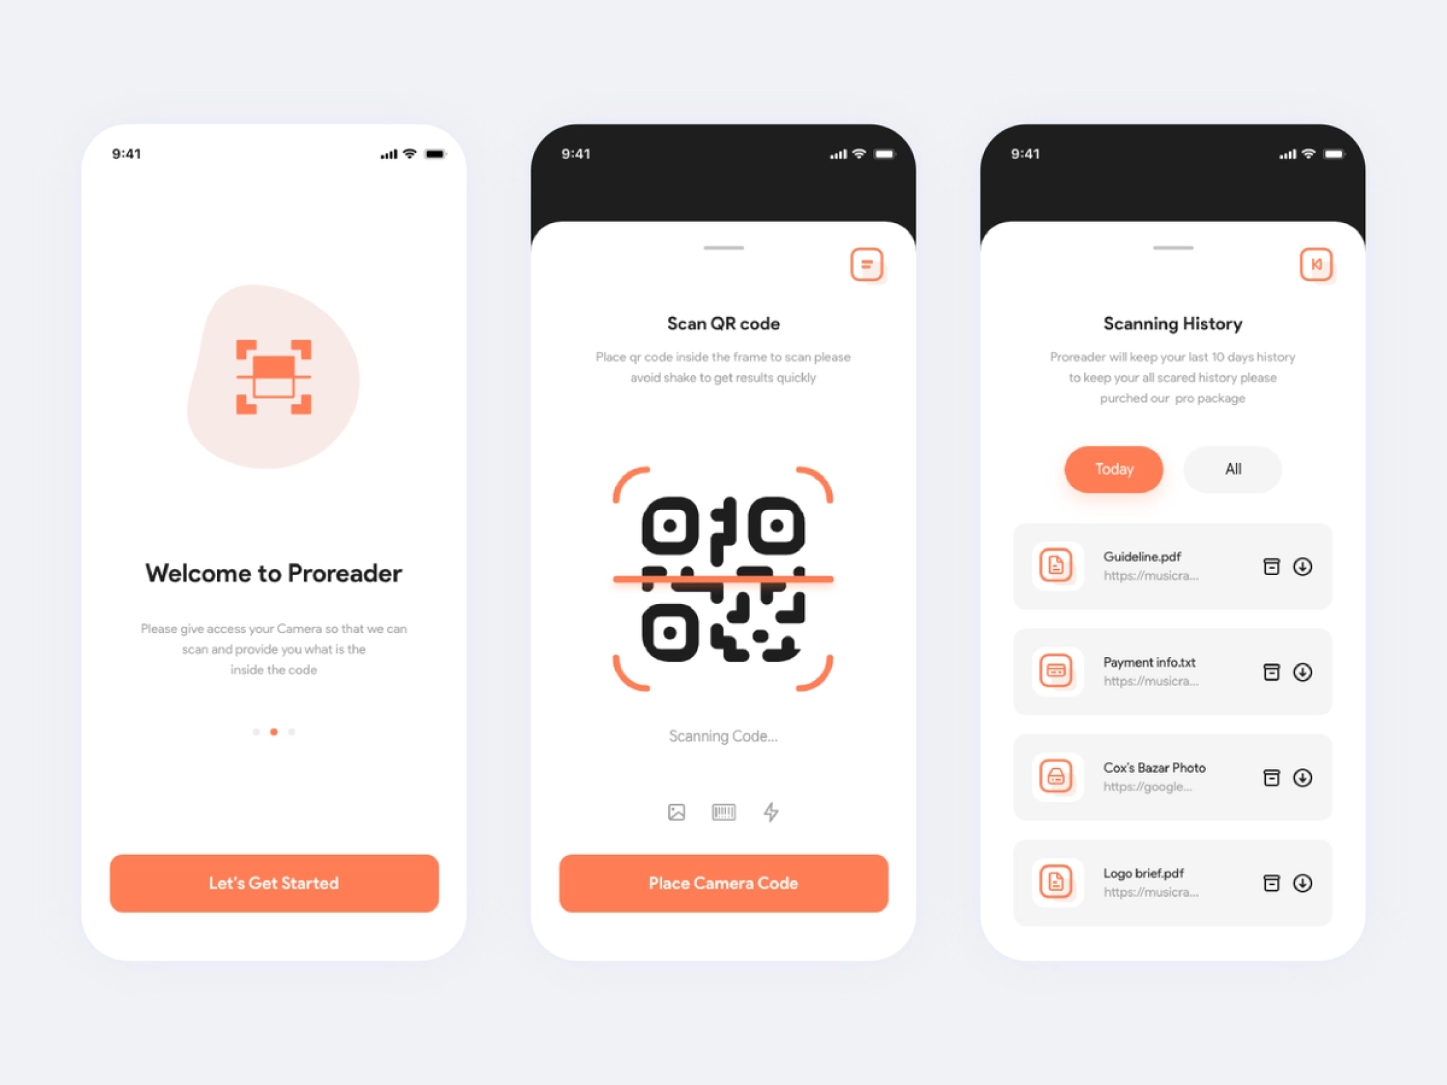 9:41
Welcome to Proreader
Please give access your Camera so that we can
scan and provide you what is the
inside the code
Let's Get Started
9:41
Scan QR code
Place qr code inside the frame to scan please
avoid shake to get results quickly
Scanning Code...
Place Camera Code
9:41
Scanning History
Proreader will keep your last 10 days history
to keep your all scared history please
purched our pro package
Today
All
Guideline.pdf
https://musicra...
Payment info.txt
https://musicra...
Cox's Bazar Photo
https://google...
Logo brief.pdf
https://musicra...